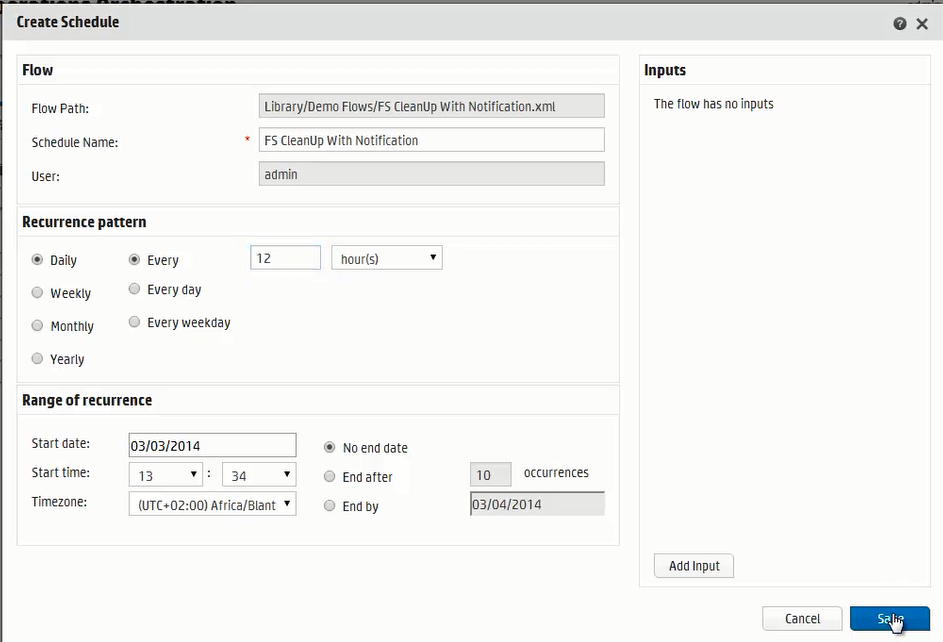 Create Schedule
Flow
Flow Path:
Library/Demo Flows/FS CleanUp With Notification.xml
Schedule Name:
*
FS CleanUp With Notification
User:
admin
Recurrence pattern
Daily
Every
12
hour(s)
Weekly
Every day
Monthly
Every weekday
Yearly
Range of recurrence
Start date:
03/03/2014
No end date
Start time:
13
:
34
End after
10
occurrences
Timezone:
(UTC+02:00) Africa/Blant
End by
03/04/2014
Inputs
The flow has no inputs
Add Input
Cancel
Save